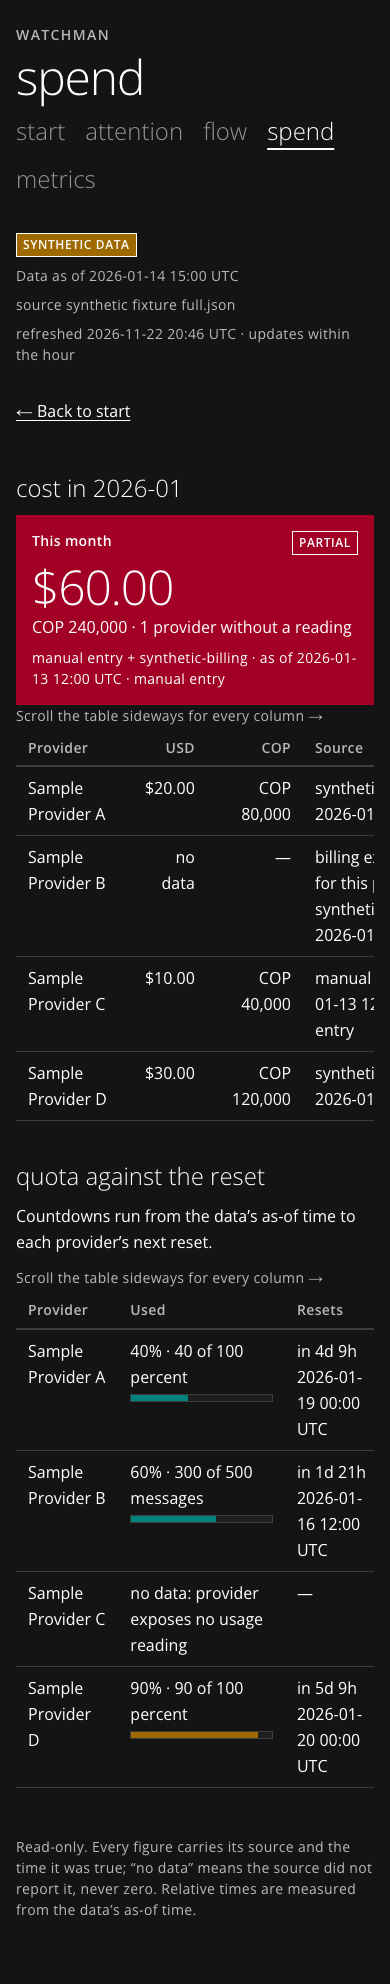 WATCHMAN
spend
start attention flow spend
metrics
SYNTHETIC DATA
Data as of 2026-01-14 15:00 UTC
source synthetic fixture full.json
refreshed 2026-11-22 20:46 UTC · updates within
the hour
← Back to start
cost in 2026-01
This month PARTIAL
$60.00
COP 240,000 · 1 provider without a reading
manual entry + synthetic-billing · as of 2026-01-
13 12:00 UTC · manual entry
Scroll the table sideways for every column →
Provider USD COP Source
Sample $20.00 COP
Provider A 80,000 2026-01
Sample no — billing
Provider B data for this
2026-01
Sample $10.00 COP manual
Provider C 40,000 01-13
entry
Sample $30.00 COP
Provider D 120,000 2026-01
quota against the reset
Countdowns run from the data’s as-of time to
each provider’s next reset.
Scroll the table sideways for every column →
Provider Used Resets
Sample 40% · 40 of 100 in 4d 9h
Provider A percent 2026-01-
19 00:00
UTC
Sample 60% · 300 of 500 in 1d 21h
Provider B messages 2026-01-
16 12:00
UTC
Sample no data: provider —
Provider C exposes no usage
reading
Sample 90% · 90 of 100 in 5d 9h
Provider percent 2026-01-
D 20 00:00
UTC
Read-only. Every figure carries its source and the
time it was true; “no data” means the source did not
report it, never zero. Relative times are measured
from the data’s as-of time.